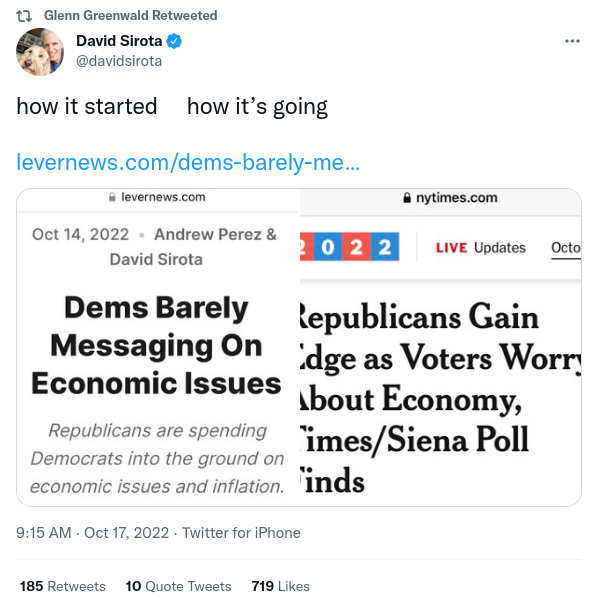 Glenn Greenwald Retweeted
David Sirota
@davidsirota
how it started how it’s going
levernews.com/dems-barely-me…
levernews.com
Oct 14, 2022 • Andrew Perez &
David Sirota
Dems Barely
Messaging On
Economic Issues
Republicans are spending
Democrats into the ground on
economic issues and inflation.
nytimes.com
2022 LIVE Updates Octo
Republicans Gain
Edge as Voters Worry
About Economy,
Times/Siena Poll
Finds
9:15 AM · Oct 17, 2022 · Twitter for iPhone
185 Retweets 10 Quote Tweets 719 Likes